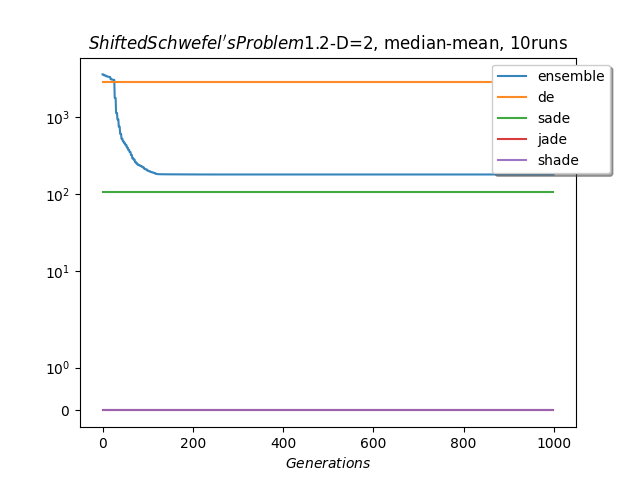 ShiftedSchwefel'sProblem1.2-D=2, median-mean, 10runs
ensemble
de
sade
jade
shade
10³
10²
10¹
10⁰
0
0 200 400 600 800 1000
Generations